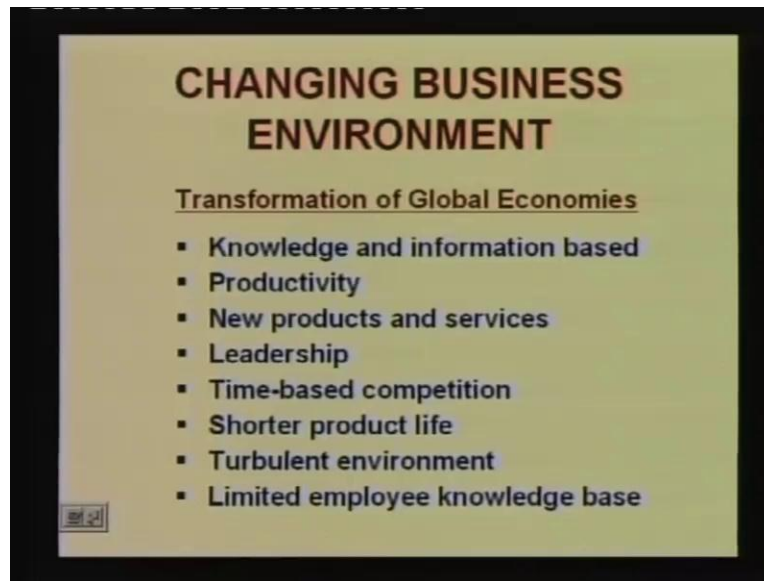 CHANGING BUSINESS
ENVIRONMENT
Transformation of Global Economies
▪ Knowledge and information based
▪ Productivity
▪ New products and services
▪ Leadership
▪ Time-based competition
▪ Shorter product life
▪ Turbulent environment
▪ Limited employee knowledge base